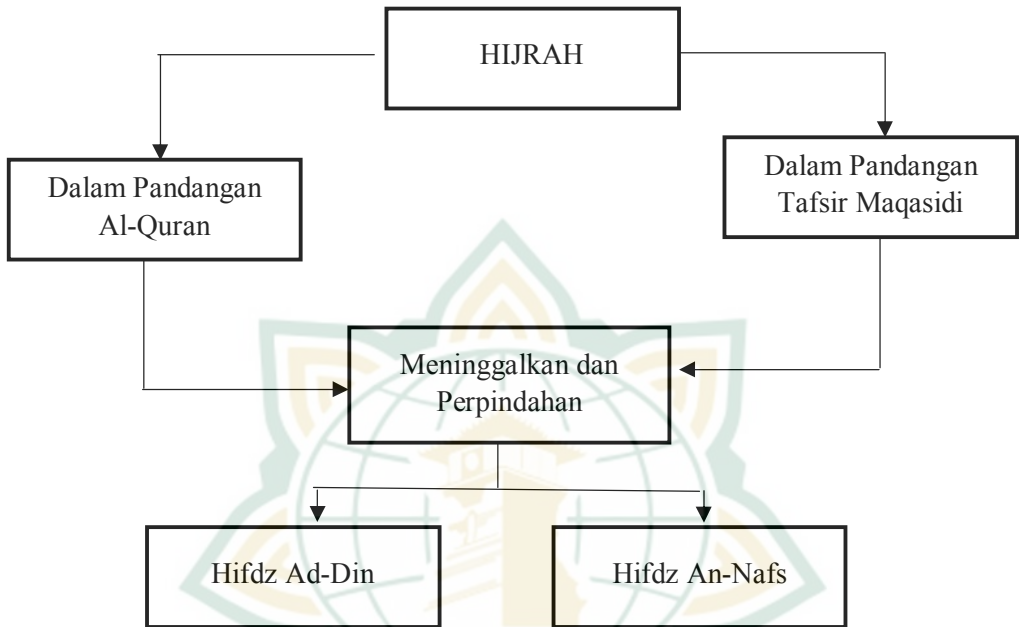 HIJRAH
Dalam Pandangan
Al-Quran
Dalam Pandangan
Tafsir Maqasidi
Meninggalkan dan
Perpindahan
Hifdz Ad-Din
Hifdz An-Nafs